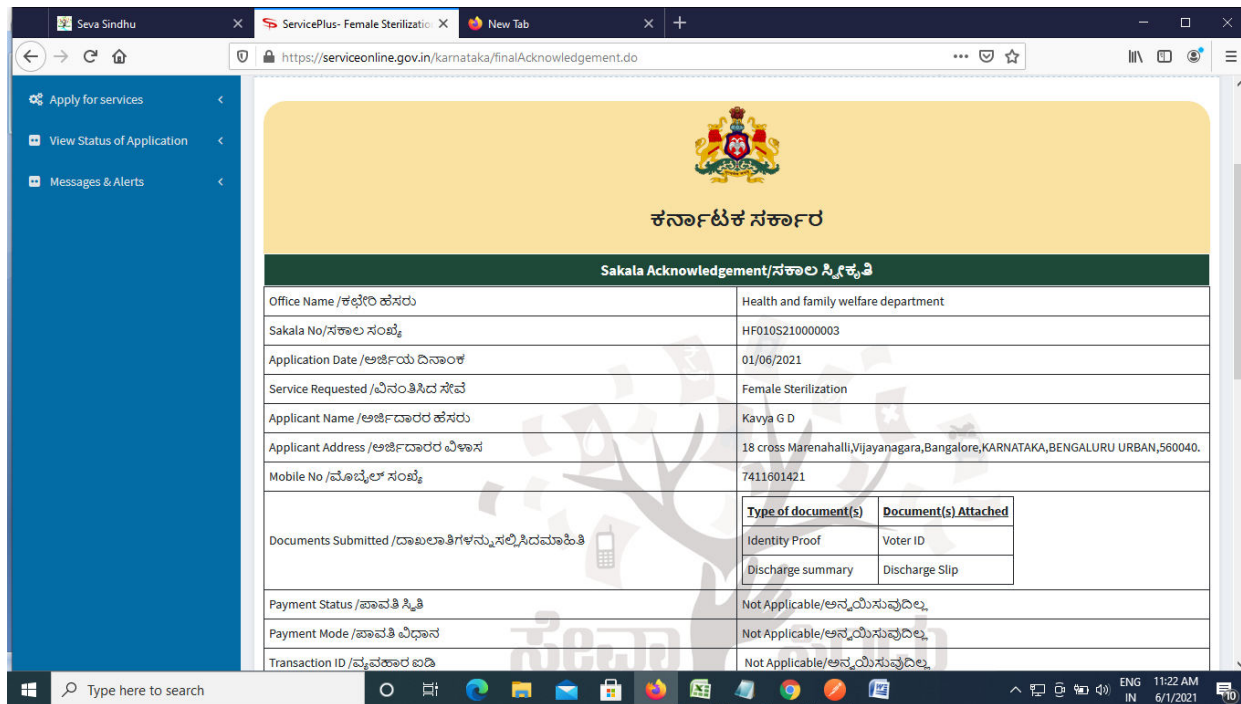 Seva Sindhu
ServicePlus- Female Sterilizatio
New Tab
https://serviceonline.gov.in/karnataka/finalAcknowledgement.do
Apply for services
View Status of Application
Messages & Alerts
ಕರ್ನಾಟಕ ಸರ್ಕಾರ
Sakala Acknowledgement/ಸಕಾಲ ಸ್ವೀಕೃತಿ
Office Name /ಕಛೇರಿ ಹೆಸರು Health and family welfare department
Sakala No/ಸಕಾಲ ಸಂಖ್ಯೆ HF010S210000003
Application Date /ಅರ್ಜಿಯ ದಿನಾಂಕ 01/06/2021
Service Requested /ವಿನಂತಿಸಿದ ಸೇವೆ Female Sterilization
Applicant Name /ಅರ್ಜಿದಾರರ ಹೆಸರು Kavya G D
Applicant Address /ಅರ್ಜಿದಾರರ ವಿಳಾಸ 18 cross Marenahalli,Vijayanagara,Bangalore,KARNATAKA,BENGALURU URBAN,560040.
Mobile No /ಮೊಬೈಲ್ ಸಂಖ್ಯೆ 7411601421
Type of document(s) Document(s) Attached
Documents Submitted /ದಾಖಲಾತಿಗಳನ್ನುಸಲ್ಲಿಸಿದಮಾಹಿತಿ Identity Proof Voter ID
Discharge summary Discharge Slip
Payment Status /ಪಾವತಿ ಸ್ಥಿತಿ Not Applicable/ಅನ್ವಯಿಸುವುದಿಲ್ಲ
Payment Mode /ಪಾವತಿ ವಿಧಾನ Not Applicable/ಅನ್ವಯಿಸುವುದಿಲ್ಲ
Transaction ID /ವ್ಯವಹಾರ ಐಡಿ Not Applicable/ಅನ್ವಯಿಸುವುದಿಲ್ಲ
ಸೇವಾ ಸಿಂಧು
Type here to search
ENG 11:22 AM
IN 6/1/2021
10